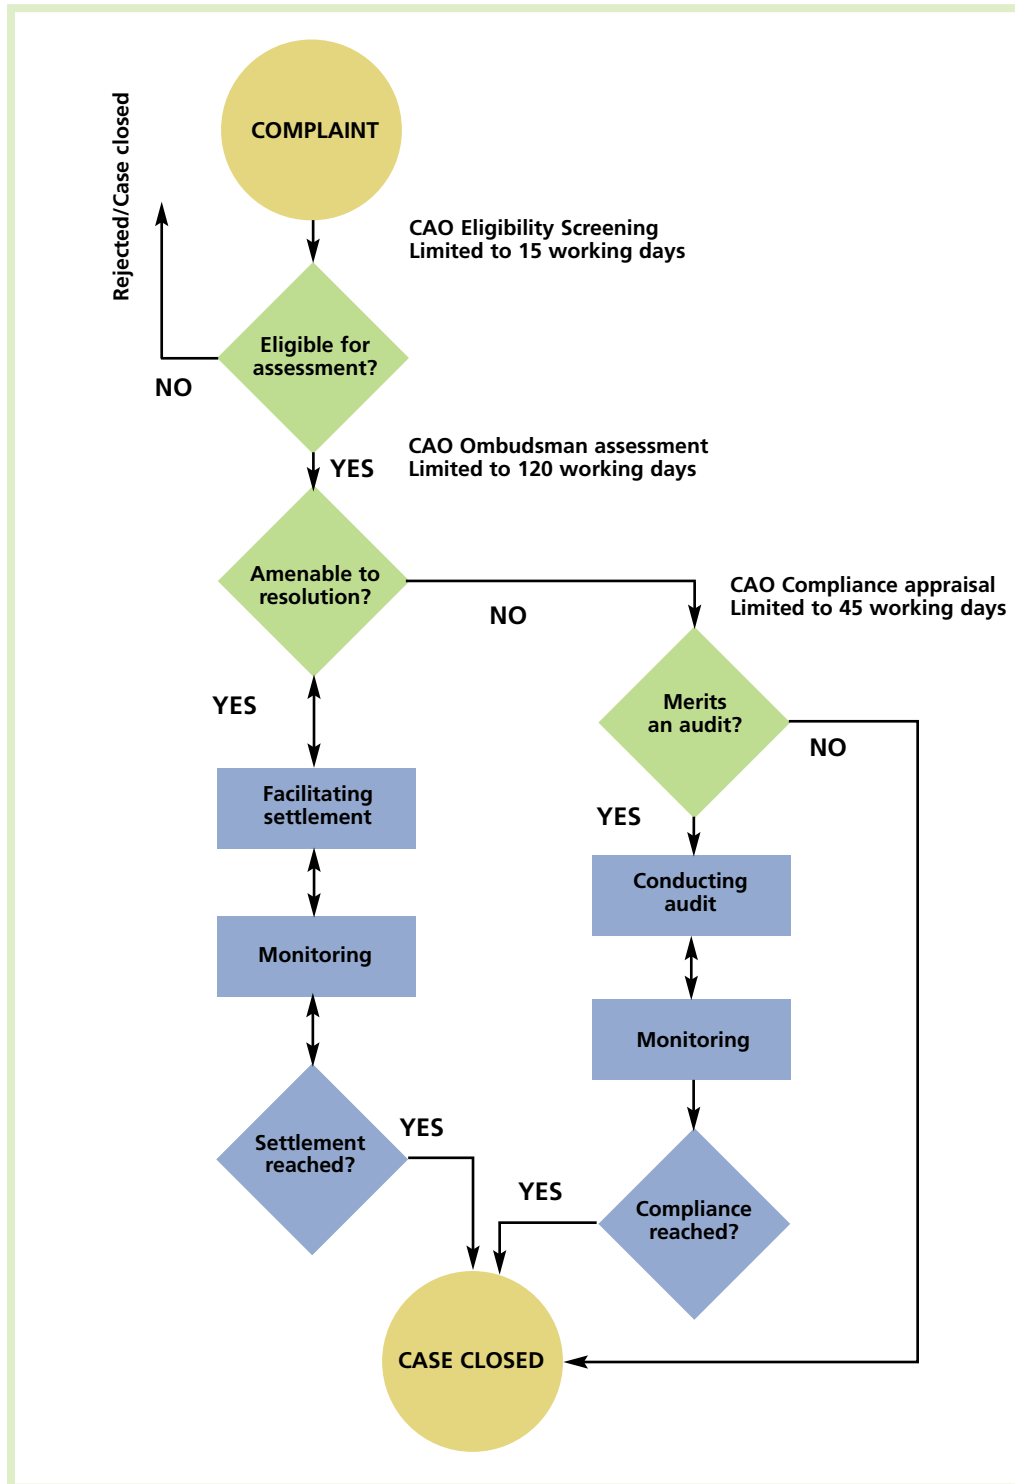 COMPLAINT
Rejected/Case closed
CAO Eligibility Screening
Limited to 15 working days
Eligible for
assessment?
NO
YES
CAO Ombudsman assessment
Limited to 120 working days
Amenable to
resolution?
NO
CAO Compliance appraisal
Limited to 45 working days
YES
Merits
an audit?
NO
Facilitating
settlement
YES
Conducting
audit
Monitoring
Monitoring
Settlement
reached?
YES
YES
Compliance
reached?
CASE CLOSED